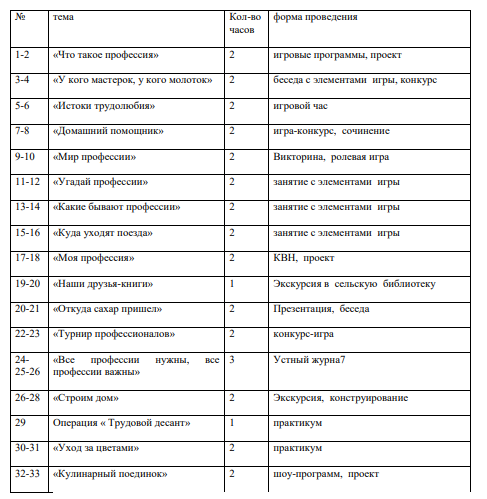 № тема Кол-во часов форма проведения
1-2 «Что такое профессия» 2 игровые программы, проект
3-4 «У кого мастерок, у кого молоток» 2 беседа с элементами игры, конкурс
5-6 «Истоки трудолюбия» 2 игровой час
7-8 «Домашний помощник» 2 игра-конкурс, сочинение
9-10 «Мир профессии» 2 Викторина, ролевая игра
11-12 «Угадай профессии» 2 занятие с элементами игры
13-14 «Какие бывают профессии» 2 занятие с элементами игры
15-16 «Куда уходят поезда» 2 занятие с элементами игры
17-18 «Моя профессия» 2 КВН, проект
19-20 «Наши друзья-книги» 1 Экскурсия в сельскую библиотеку
20-21 «Откуда сахар пришел» 2 Презентация, беседа
22-23 «Турнир профессионалов» 2 конкурс-игра
24- «Все профессии нужны, все 3 Устный журна7
25-26 профессии важны»
26-28 «Строим дом» 2 Экскурсия, конструирование
29 Операция « Трудовой десант» 1 практикум
30-31 «Уход за цветами» 2 практикум
32-33 «Кулинарный поединок» 2 шоу-программ, проект